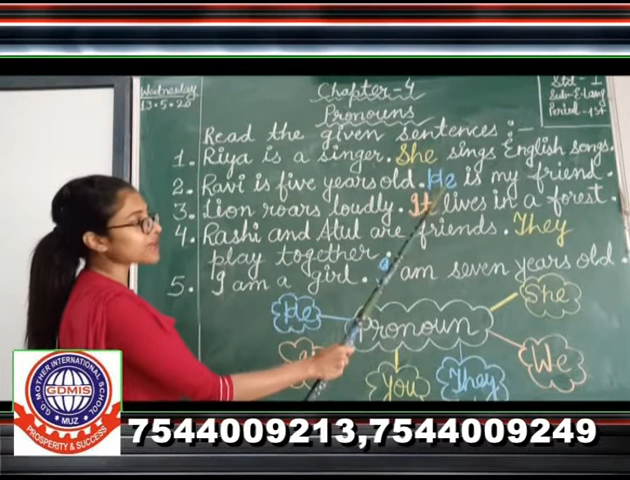 Wednesday
13.5.20
Chapter-4
Pronouns
Std - I
Sub-E.Lang
Period - 1st
Read the given sentences :-
1. Riya is a singer. She sings English songs.
2. Ravi is five years old. He is my friend.
3. Lion roars loudly. It lives in a forest.
4. Rashi and Atul are friends. They
play together.
5. I am a girl. am seven years old.
He
Pronoun
She
We
You
They
G.D. MOTHER INTERNATIONAL SCHOOL
GDMIS
MUZ
PROSPERITY & SUCCESS
7544009213,7544009249